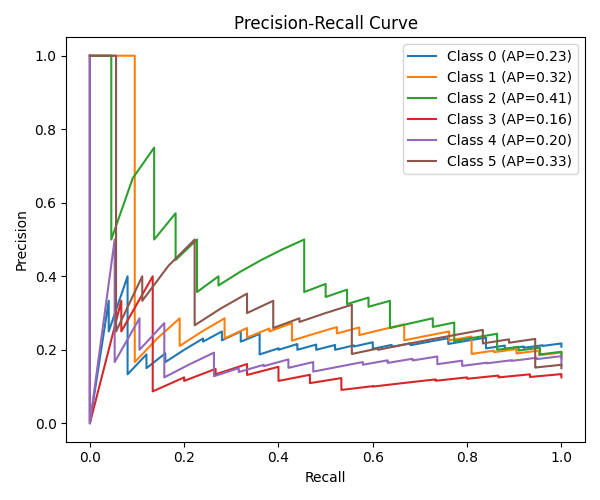 Precision-Recall Curve
Precision
1.0
0.8
0.6
0.4
0.2
0.0
Class 0 (AP=0.23)
Class 1 (AP=0.32)
Class 2 (AP=0.41)
Class 3 (AP=0.16)
Class 4 (AP=0.20)
Class 5 (AP=0.33)
0.0 0.2 0.4 0.6 0.8 1.0
Recall